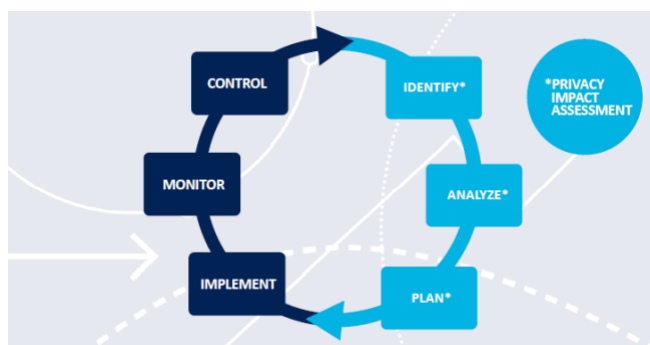 CONTROL
IDENTIFY*
*PRIVACY
IMPACT
ASSESSMENT
MONITOR
ANALYZE*
IMPLEMENT
PLAN*